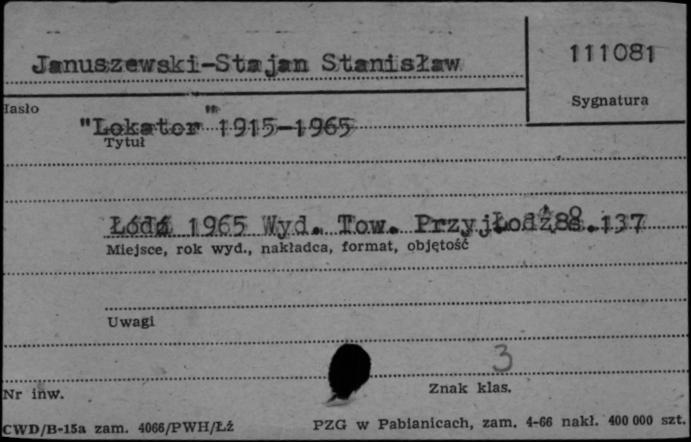 Januszewski-Stajan Stanisław
111081
Sygnatura
Hasło
"Lokator" 1915-1965
Tytuł
Łódź 1965 Wyd. Tow. Przyj.Łodzi 8° s.137
Miejsce, rok wyd., nakładca, format, objętość
Uwagi
3
Nr inw.
Znak klas.
CWD/B-15a zam. 4066/PWH/Łź
PZG w Pabianicach, zam. 4-66 nakł. 400 000 szt.